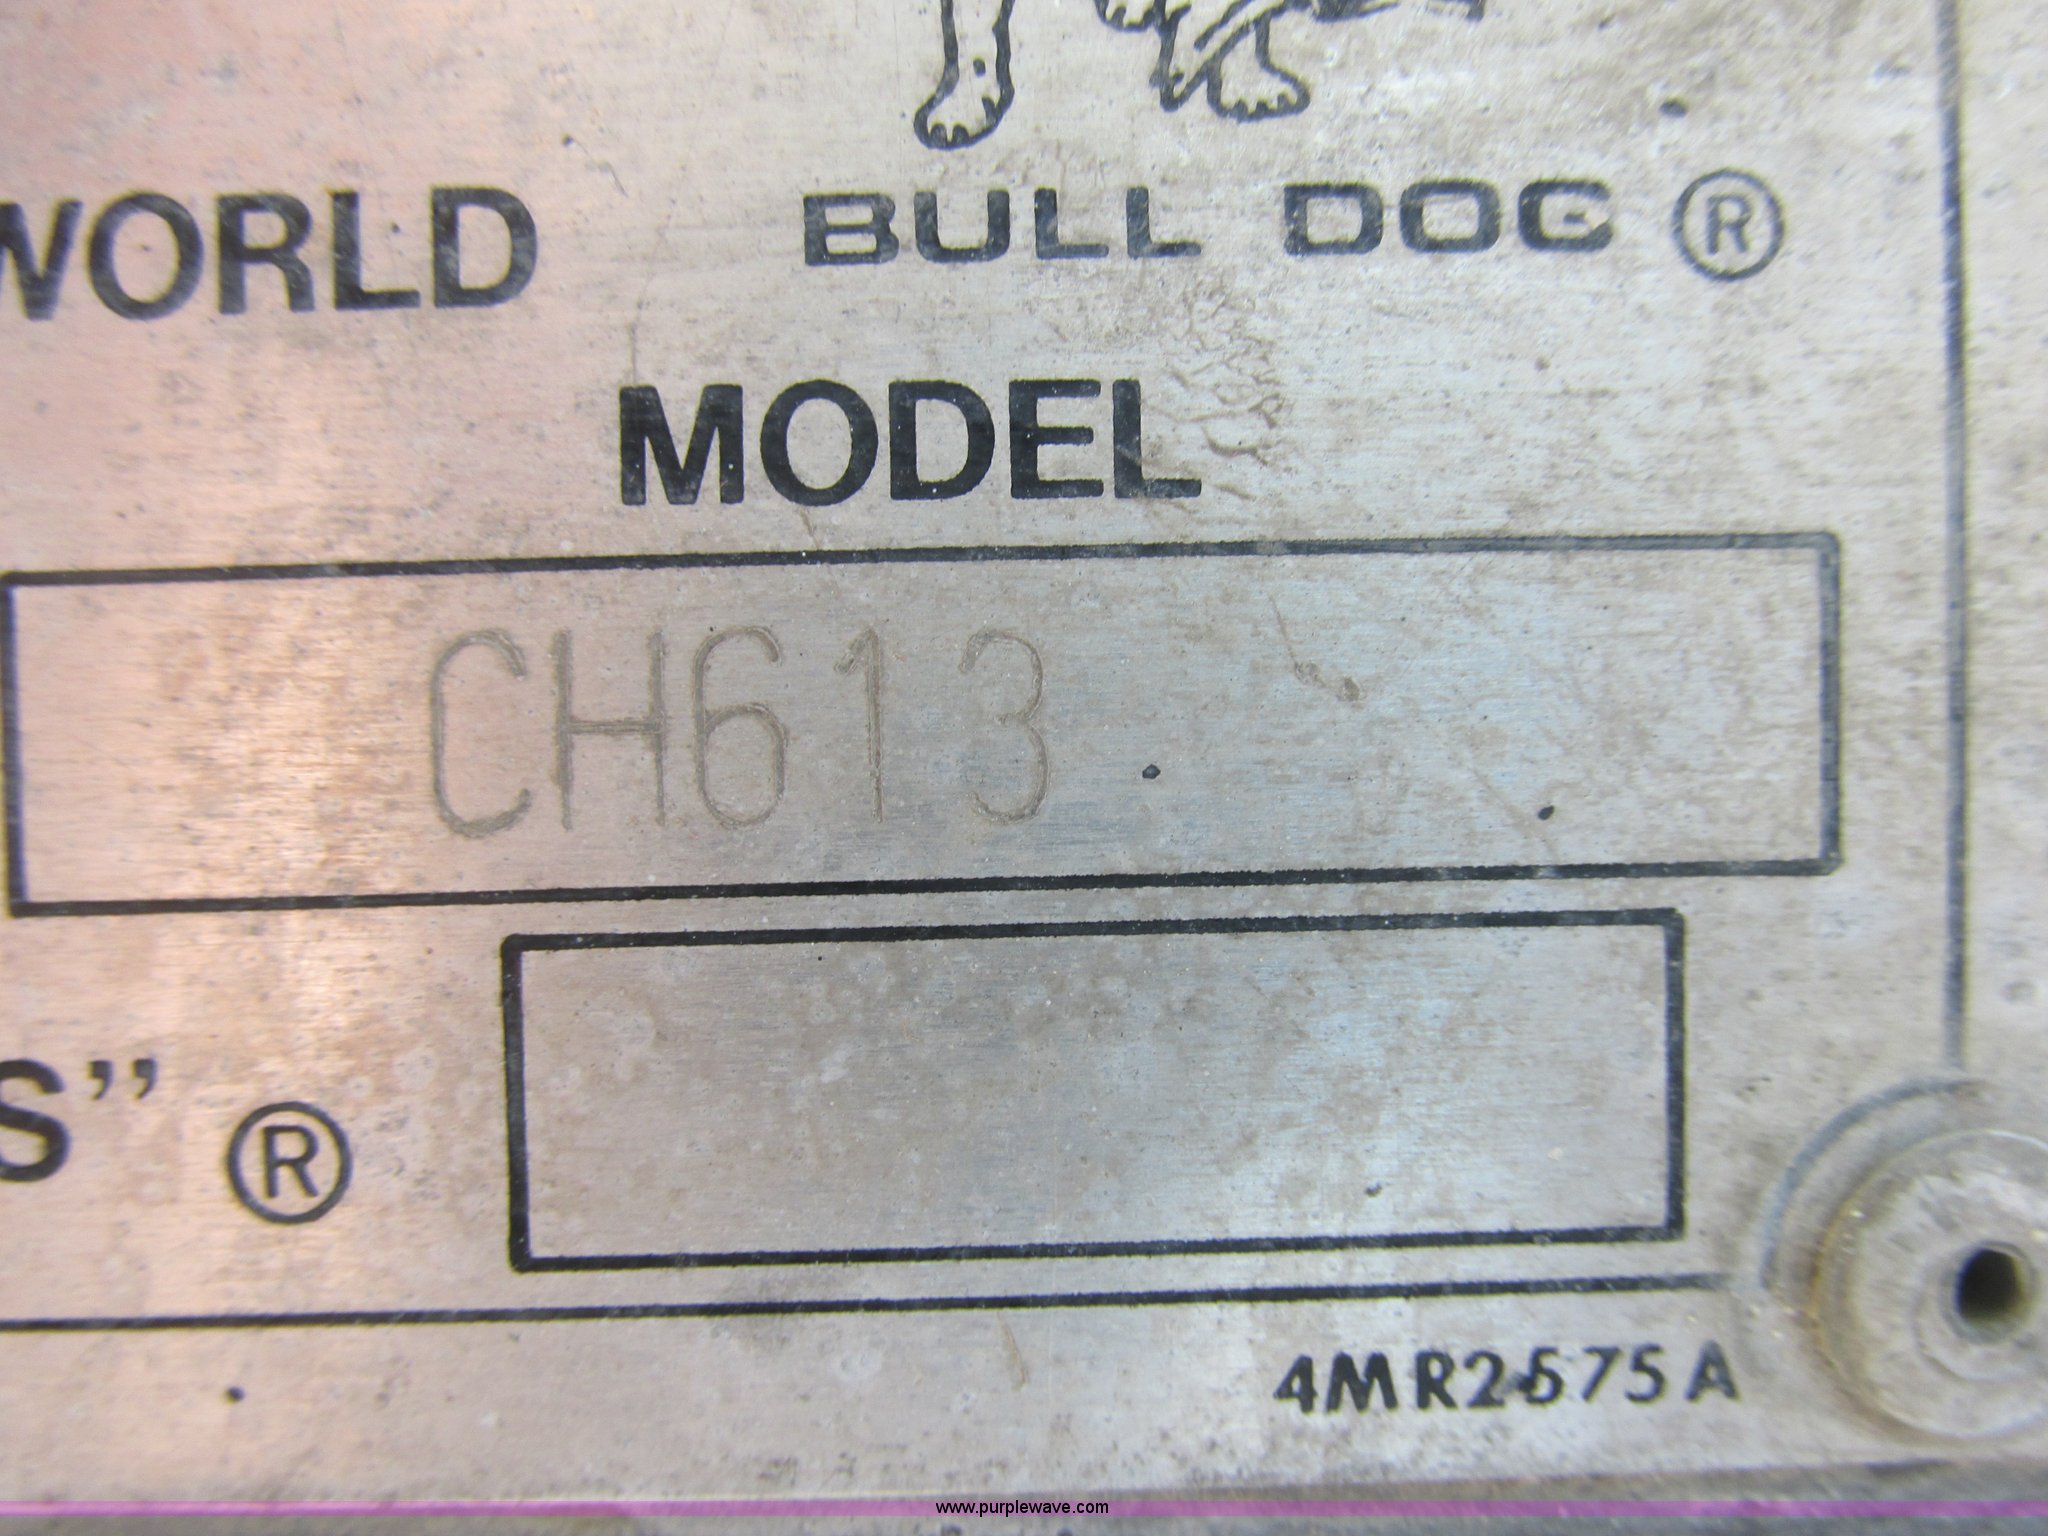 WORLD BULL DOG ®
MODEL
CH613
S" ®
4MR2575A
www.purplewave.com